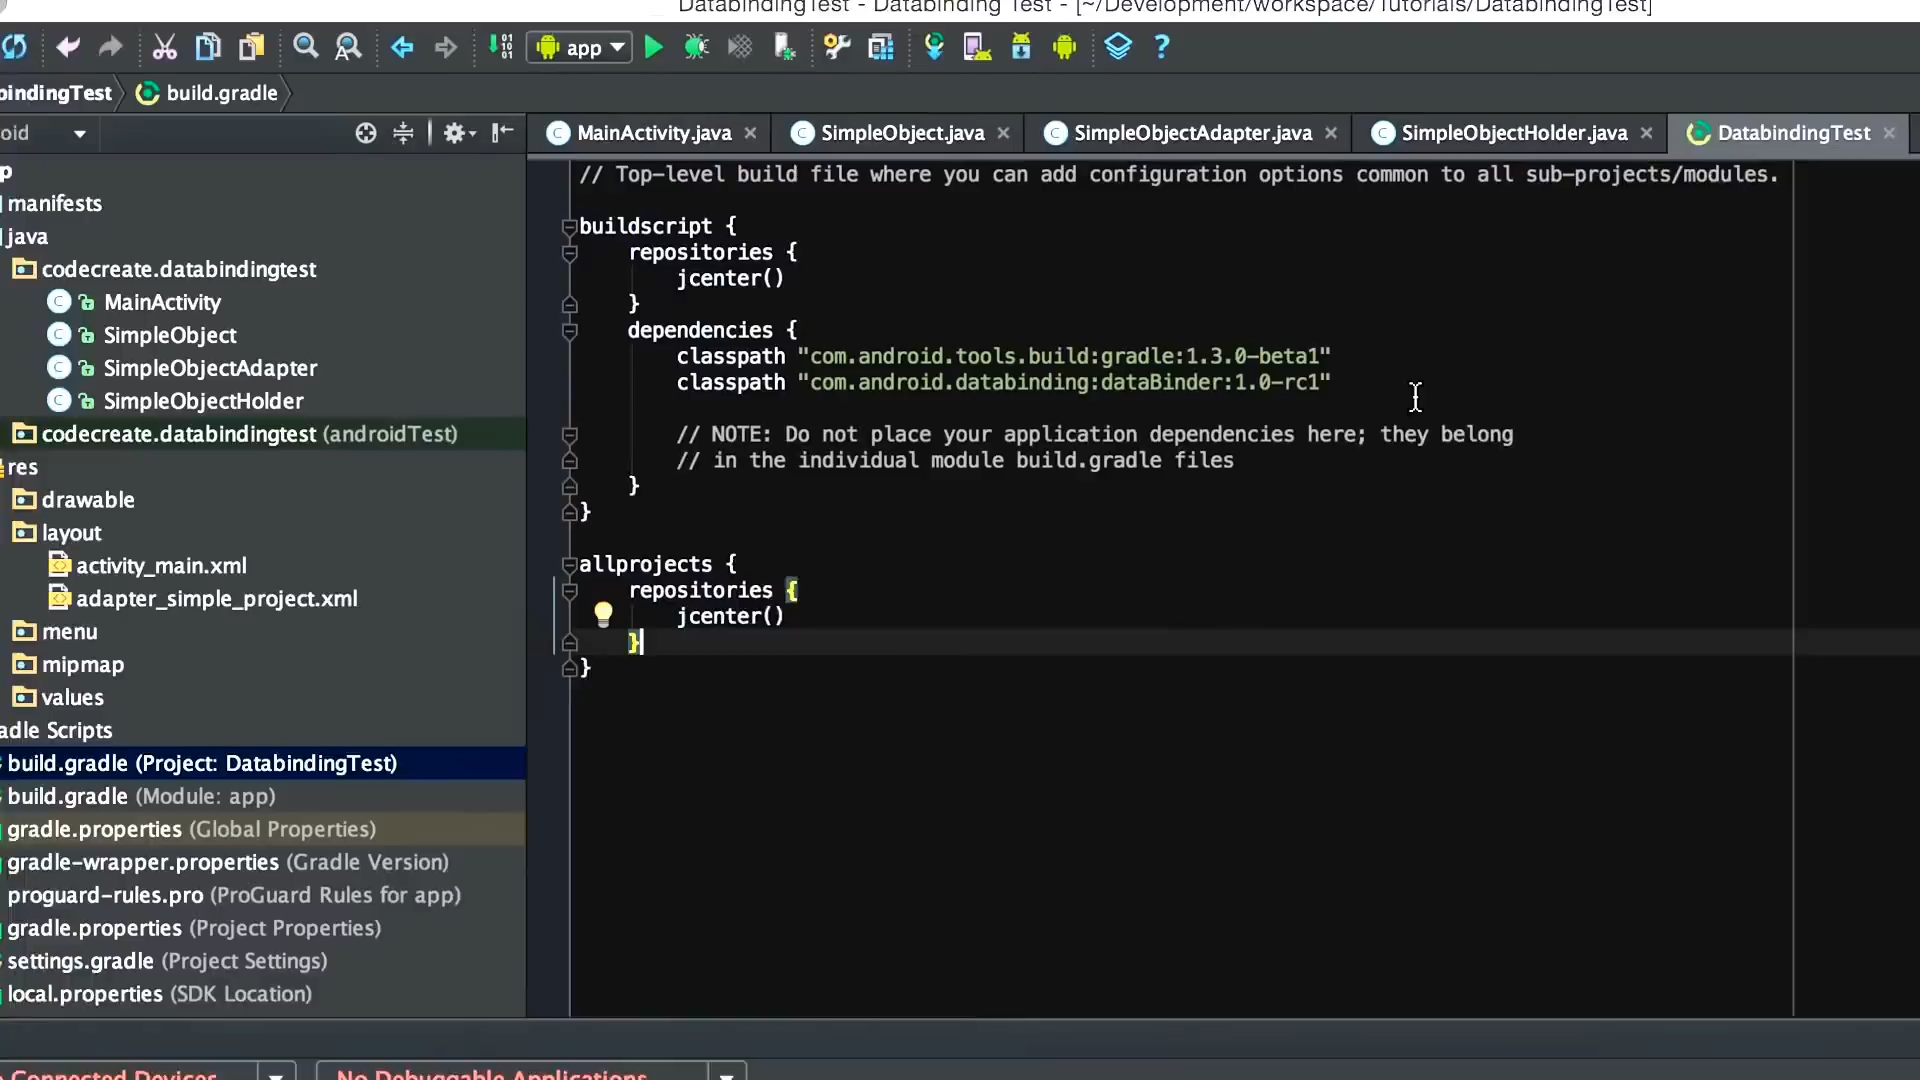 DatabindingTest - Databinding Test - [~/Development/workspace/Tutorials/DatabindingTest]
app
bindingTest
build.gradle
oid
MainActivity.java
SimpleObject.java
SimpleObjectAdapter.java
SimpleObjectHolder.java
DatabindingTest
p
manifests
java
codecreate.databindingtest
MainActivity
SimpleObject
SimpleObjectAdapter
SimpleObjectHolder
codecreate.databindingtest (androidTest)
res
drawable
layout
activity_main.xml
adapter_simple_project.xml
menu
mipmap
values
adle Scripts
build.gradle (Project: DatabindingTest)
build.gradle (Module: app)
gradle.properties (Global Properties)
gradle-wrapper.properties (Gradle Version)
proguard-rules.pro (ProGuard Rules for app)
gradle.properties (Project Properties)
settings.gradle (Project Settings)
local.properties (SDK Location)
// Top-level build file where you can add configuration options common to all sub-projects/modules.
buildscript {
repositories {
jcenter()
}
dependencies {
classpath "com.android.tools.build:gradle:1.3.0-beta1"
classpath "com.android.databinding:dataBinder:1.0-rc1"
// NOTE: Do not place your application dependencies here; they belong
// in the individual module build.gradle files
}
}
allprojects {
repositories {
jcenter()
}
}
Connected Devices
No Debuggable Applications